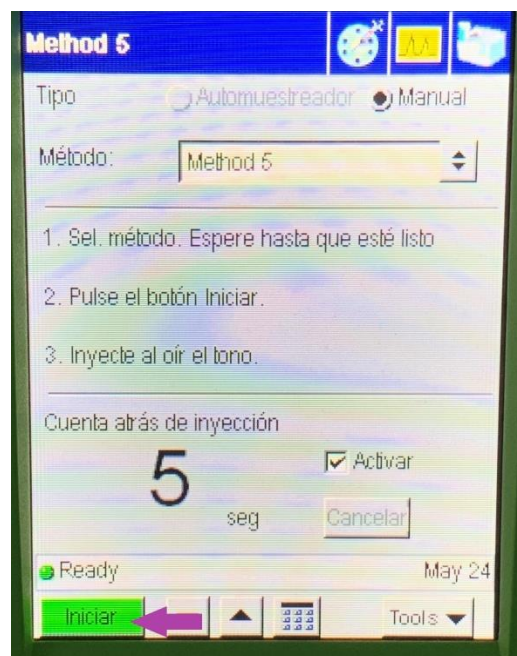 Method 5
Tipo Automuestreador Manual
Método: Method 5
1. Sel. método. Espere hasta que esté listo
2. Pulse el botón Iniciar.
3. Inyecte al oír el tono.
Cuenta atrás de inyección
5 seg
Activar
Cancelar
Ready May 24
Iniciar Tools